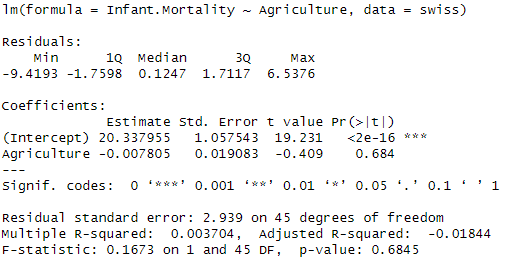 lm(formula = Infant.Mortality ~ Agriculture, data = swiss)
Residuals:
Min 1Q Median 3Q Max
-9.4193 -1.7598 0.1247 1.7117 6.5376
Coefficients:
Estimate Std. Error t value Pr(>|t|)
(Intercept) 20.337955 1.057543 19.231 <2e-16 ***
Agriculture -0.007805 0.019083 -0.409 0.684
---
Signif. codes: 0 ‘***’ 0.001 ‘**’ 0.01 ‘*’ 0.05 ‘.’ 0.1 ‘ ’ 1
Residual standard error: 2.939 on 45 degrees of freedom
Multiple R-squared: 0.003704, Adjusted R-squared: -0.01844
F-statistic: 0.1673 on 1 and 45 DF, p-value: 0.6845